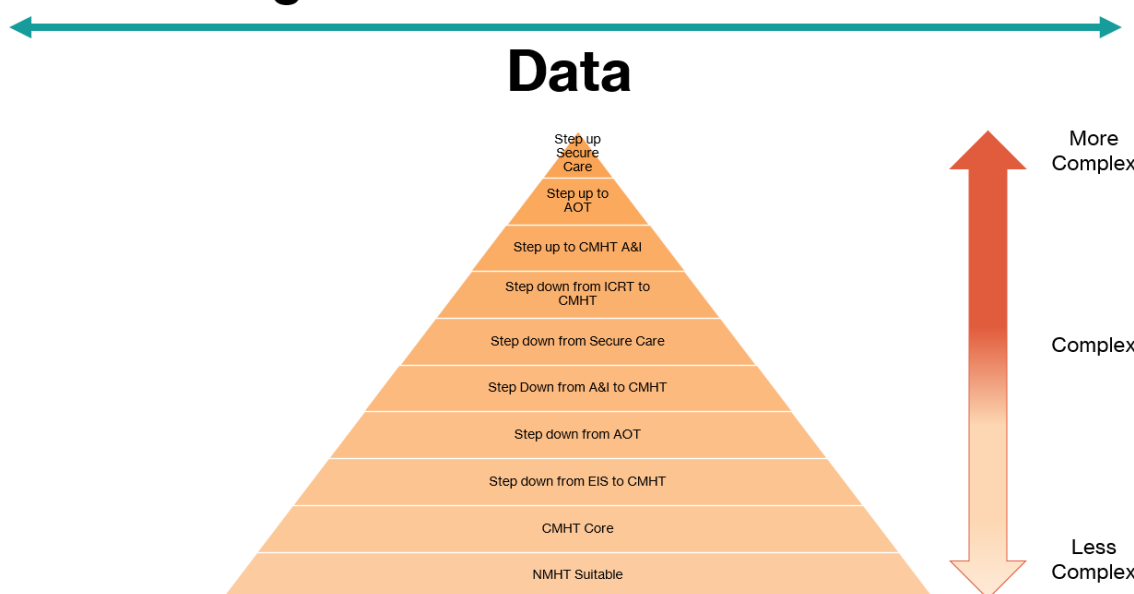 Data
Step up
Secure
Care
Step up to
AOT
Step up to CMHT A&I
Step down from ICRT to
CMHT
Step down from Secure Care
Step Down from A&I to CMHT
Step down from AOT
Step down from EIS to CMHT
CMHT Core
NMHT Suitable
More
Complex
Complex
Less
Complex